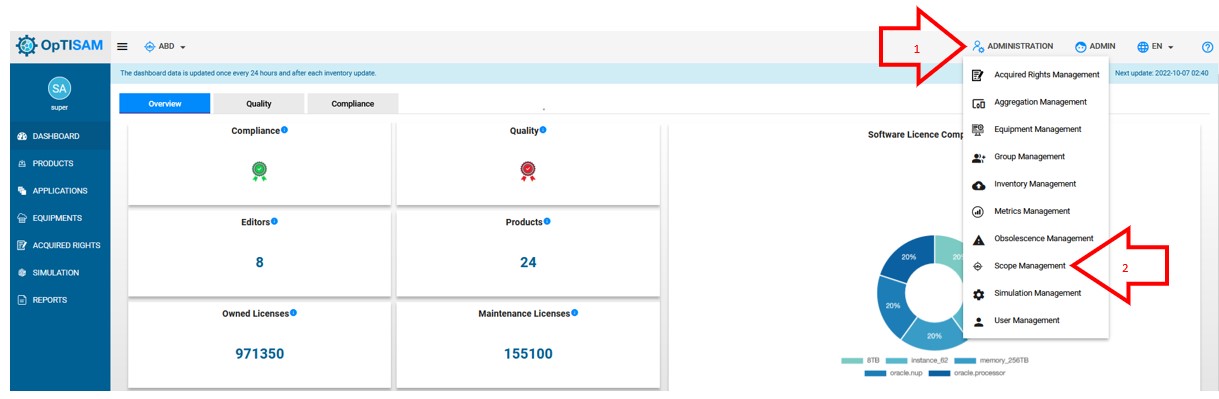 OpTISAM
ABD
1
ADMINISTRATION
ADMIN
EN
SA
super
The dashboard data is updated once every 24 hours and after each inventory update.
Next update: 2022-10-07 02:40
DASHBOARD
PRODUCTS
APPLICATIONS
EQUIPMENTS
ACQUIRED RIGHTS
SIMULATION
REPORTS
Overview
Quality
Compliance
Compliance
Quality
Editors
8
Products
24
Owned Licenses
971350
Maintenance Licenses
155100
Software Licence Comp
20%
20
20%
20%
8TB
instance_62
memory_256TB
oracle.nup
oracle.processor
Acquired Rights Management
Aggregation Management
Equipment Management
Group Management
Inventory Management
Metrics Management
Obsolescence Management
Scope Management
2
Simulation Management
User Management